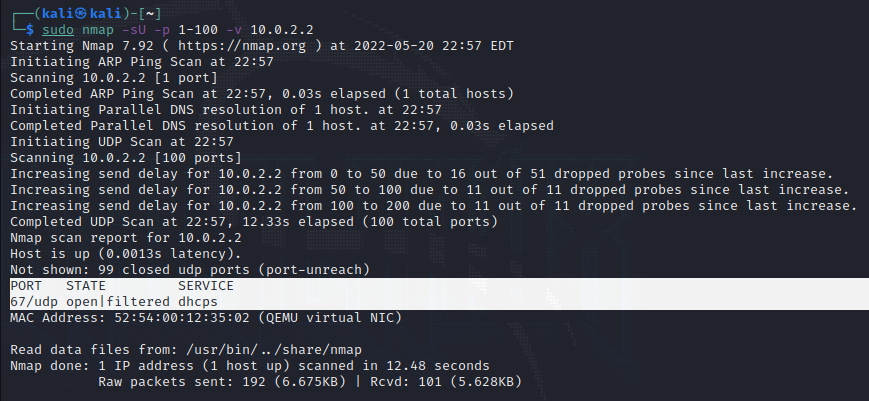 ┌──(kali㉿kali)-[~]
└─$ sudo nmap -sU -p 1-100 -v 10.0.2.2
Starting Nmap 7.92 ( https://nmap.org ) at 2022-05-20 22:57 EDT
Initiating ARP Ping Scan at 22:57
Scanning 10.0.2.2 [1 port]
Completed ARP Ping Scan at 22:57, 0.03s elapsed (1 total hosts)
Initiating Parallel DNS resolution of 1 host. at 22:57
Completed Parallel DNS resolution of 1 host. at 22:57, 0.03s elapsed
Initiating UDP Scan at 22:57
Scanning 10.0.2.2 [100 ports]
Increasing send delay for 10.0.2.2 from 0 to 50 due to 16 out of 51 dropped probes since last increase.
Increasing send delay for 10.0.2.2 from 50 to 100 due to 11 out of 11 dropped probes since last increase.
Increasing send delay for 10.0.2.2 from 100 to 200 due to 11 out of 11 dropped probes since last increase.
Completed UDP Scan at 22:57, 12.33s elapsed (100 total ports)
Nmap scan report for 10.0.2.2
Host is up (0.0013s latency).
Not shown: 99 closed udp ports (port-unreach)
PORT   STATE         SERVICE
67/udp open|filtered dhcps
MAC Address: 52:54:00:12:35:02 (QEMU virtual NIC)

Read data files from: /usr/bin/../share/nmap
Nmap done: 1 IP address (1 host up) scanned in 12.48 seconds
           Raw packets sent: 192 (6.675KB) | Rcvd: 101 (5.628KB)